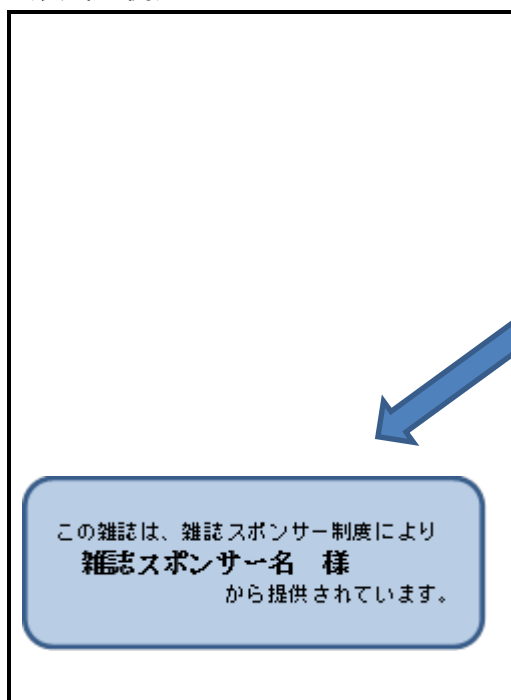 この雑誌は、雑誌スポンサー制度により
雑誌スポンサー名　様
から提供されています。